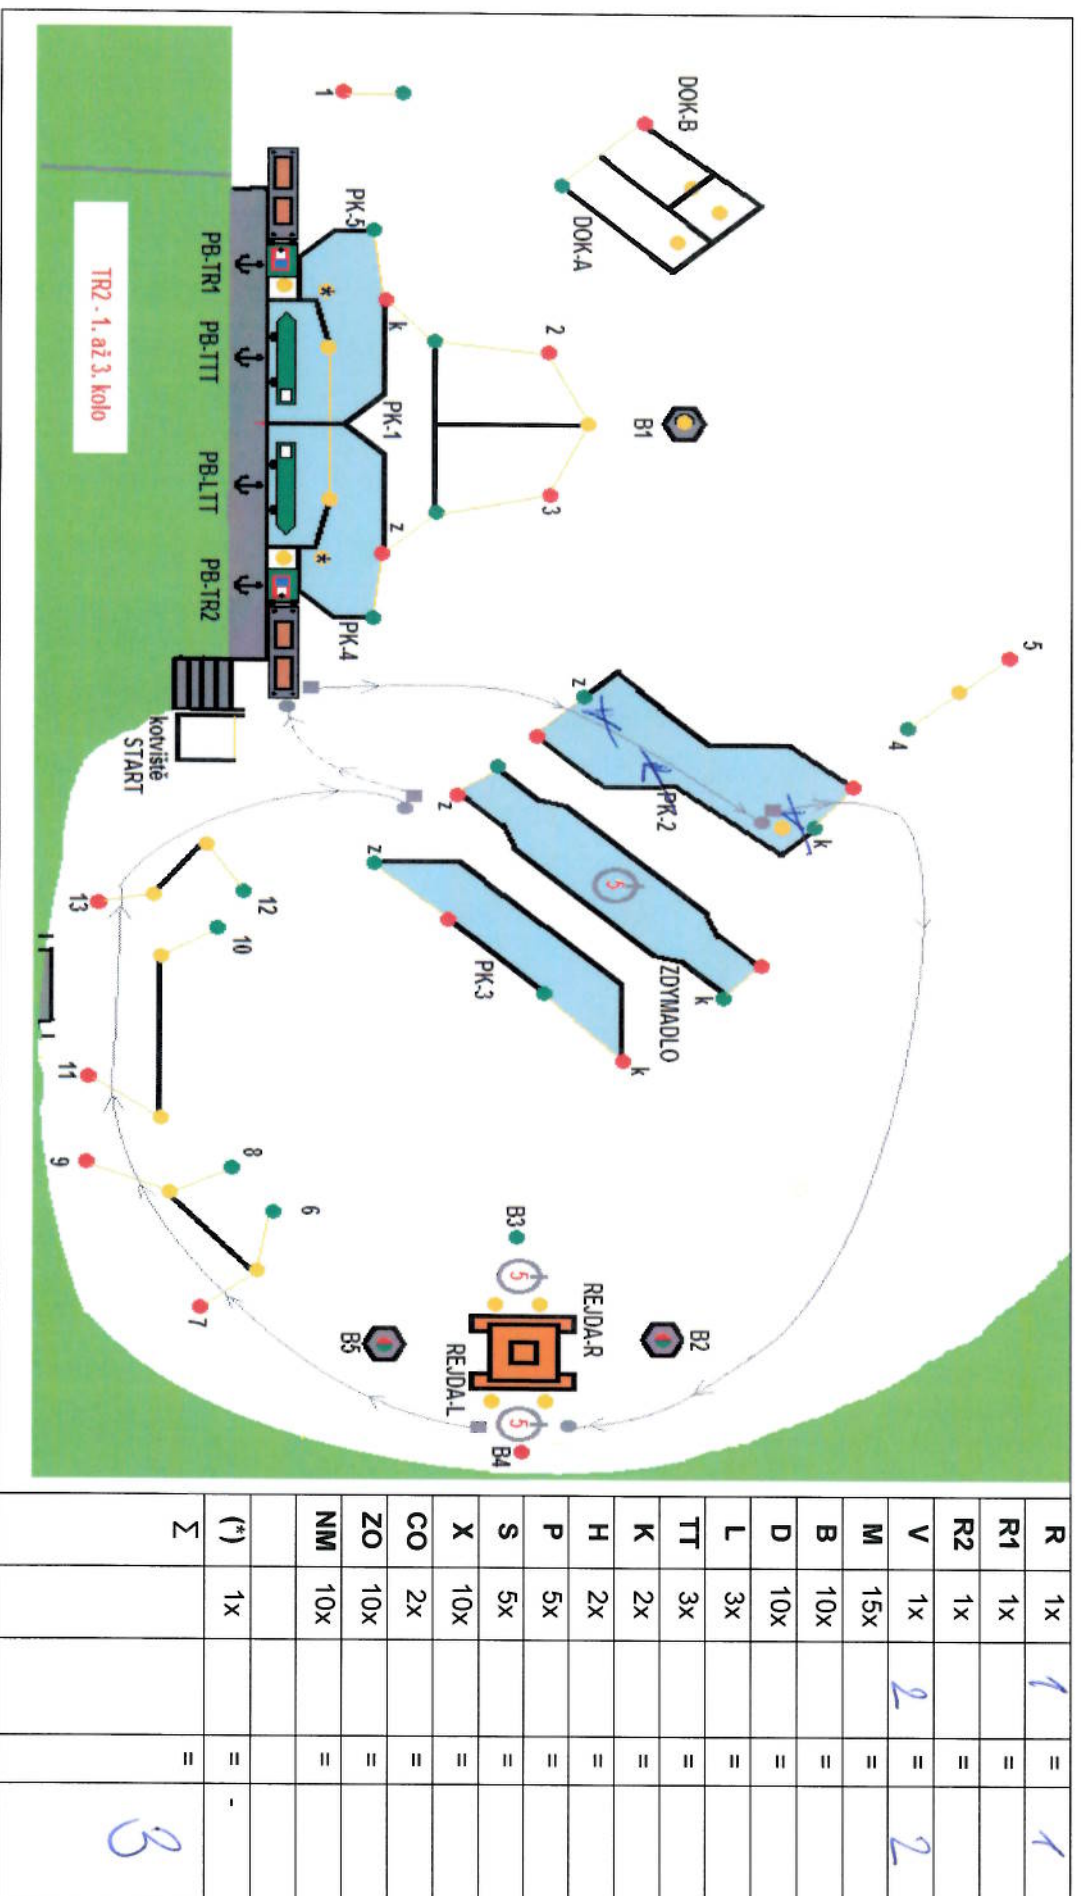 DOK-B
DOK-A
1
PK-5
k
PK-1
z
PK-4
2
3
B1
5
4
*
*
PB-TR1
PB-TTT
PB-LTT
PB-TR2
TR2 - 1. až 3. kolo
kotviště
START
z
PK-2
k
z
5
ZDYMADLO
k
z
PK-3
k
12
13
10
11
8
9
6
7
B3
5
REJDA-R
REJDA-L
B2
B5
5
B4
R 1x 1 = 1
R1 1x =
R2 1x =
V 1x 2 = 2
M 15x =
B 10x =
D 10x =
L 3x =
TT 3x =
K 2x =
H 2x =
P 5x =
S 5x =
X 10x =
CO 2x =
ZO 10x =
NM 10x =
(*) 1x = -
Σ = 3